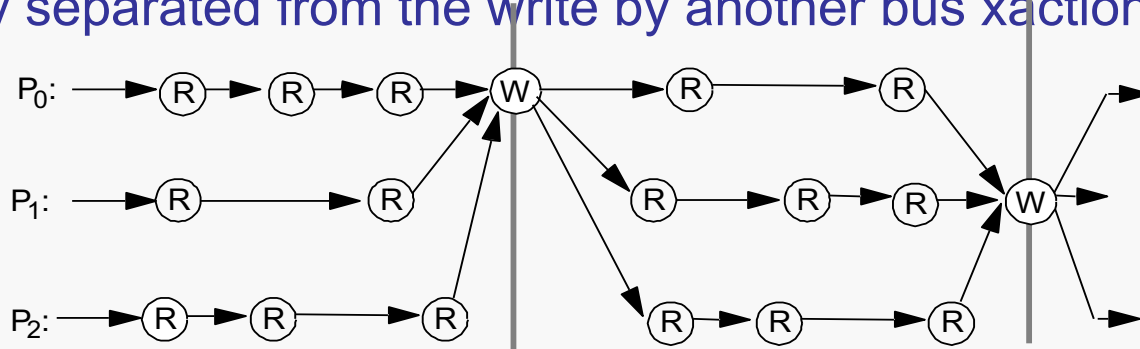 y separated from the write by another bus xaction
P0: R R R W R R
P1: R R R R R W
P2: R R R R R R